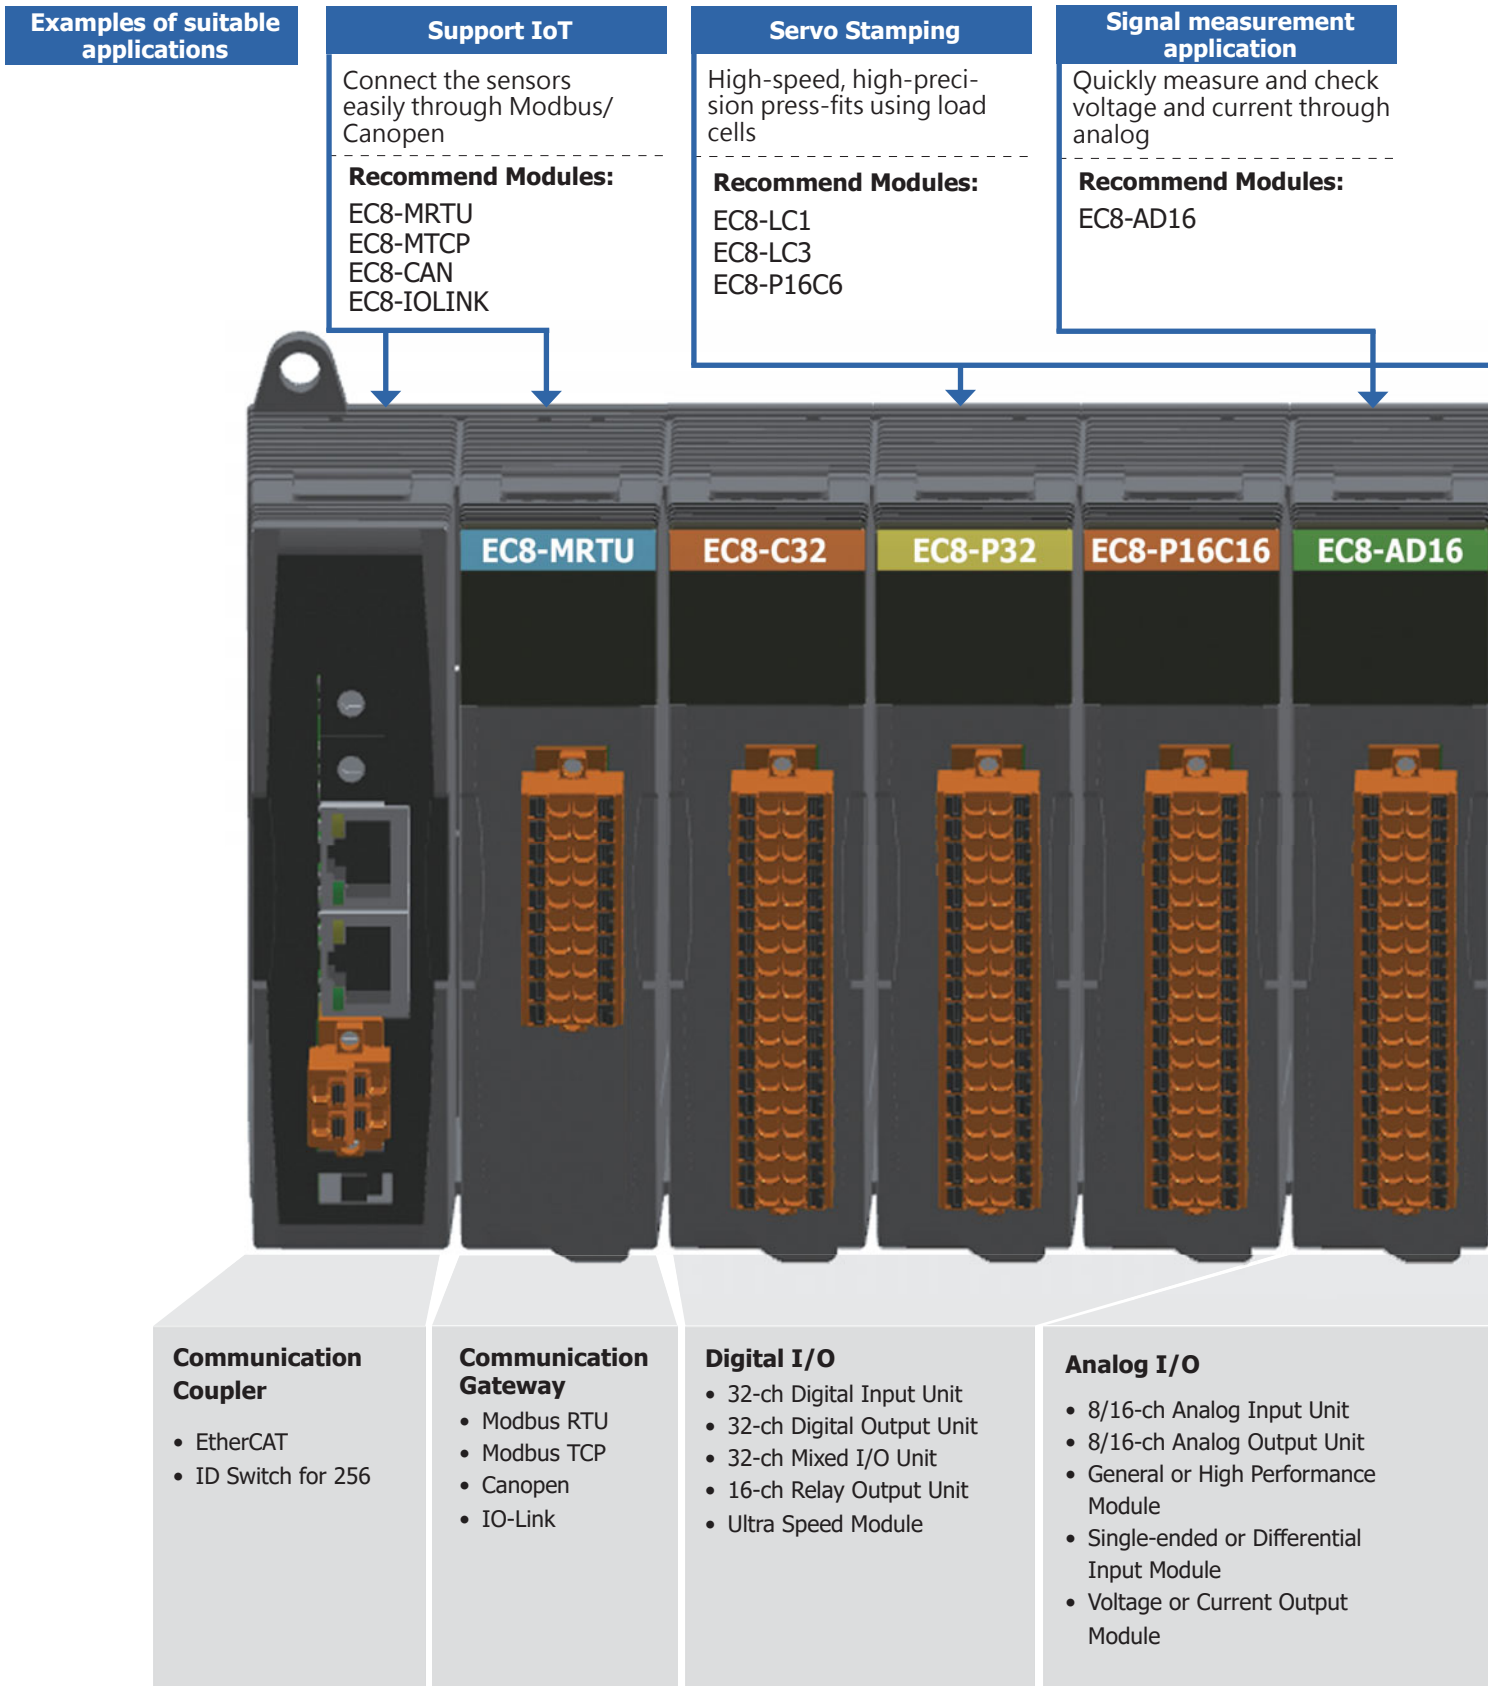 Examples of suitable
applications
Support IoT
Connect the sensors
easily through Modbus/
Canopen
Recommend Modules:
EC8-MRTU
EC8-MTCP
EC8-CAN
EC8-IOLINK
Servo Stamping
High-speed, high-preci-
sion press-fits using load
cells
Recommend Modules:
EC8-LC1
EC8-LC3
EC8-P16C6
Signal measurement
application
Quickly measure and check
voltage and current through
analog
Recommend Modules:
EC8-AD16
EC8-MRTU
EC8-C32
EC8-P32
EC8-P16C16
EC8-AD16
Communication
Coupler
• EtherCAT
• ID Switch for 256
Communication
Gateway
• Modbus RTU
• Modbus TCP
• Canopen
• IO-Link
Digital I/O
• 32-ch Digital Input Unit
• 32-ch Digital Output Unit
• 32-ch Mixed I/O Unit
• 16-ch Relay Output Unit
• Ultra Speed Module
Analog I/O
• 8/16-ch Analog Input Unit
• 8/16-ch Analog Output Unit
• General or High Performance
Module
• Single-ended or Differential
Input Module
• Voltage or Current Output
Module